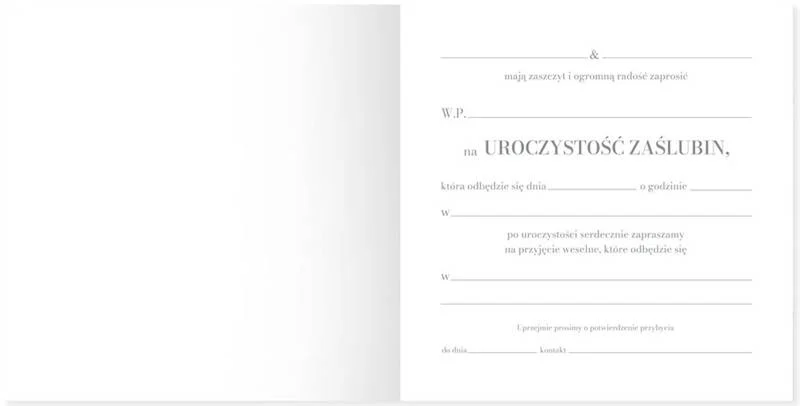 &
mają zaszczyt i ogromną radość zaprosić
W.P.
na UROCZYSTOŚĆ ZAŚLUBIN,
która odbędzie się dnia o godzinie
w
po uroczystości serdecznie zapraszamy
na przyjęcie weselne, które odbędzie się
w
Uprzejmie prosimy o potwierdzenie przybycia
do dnia kontakt